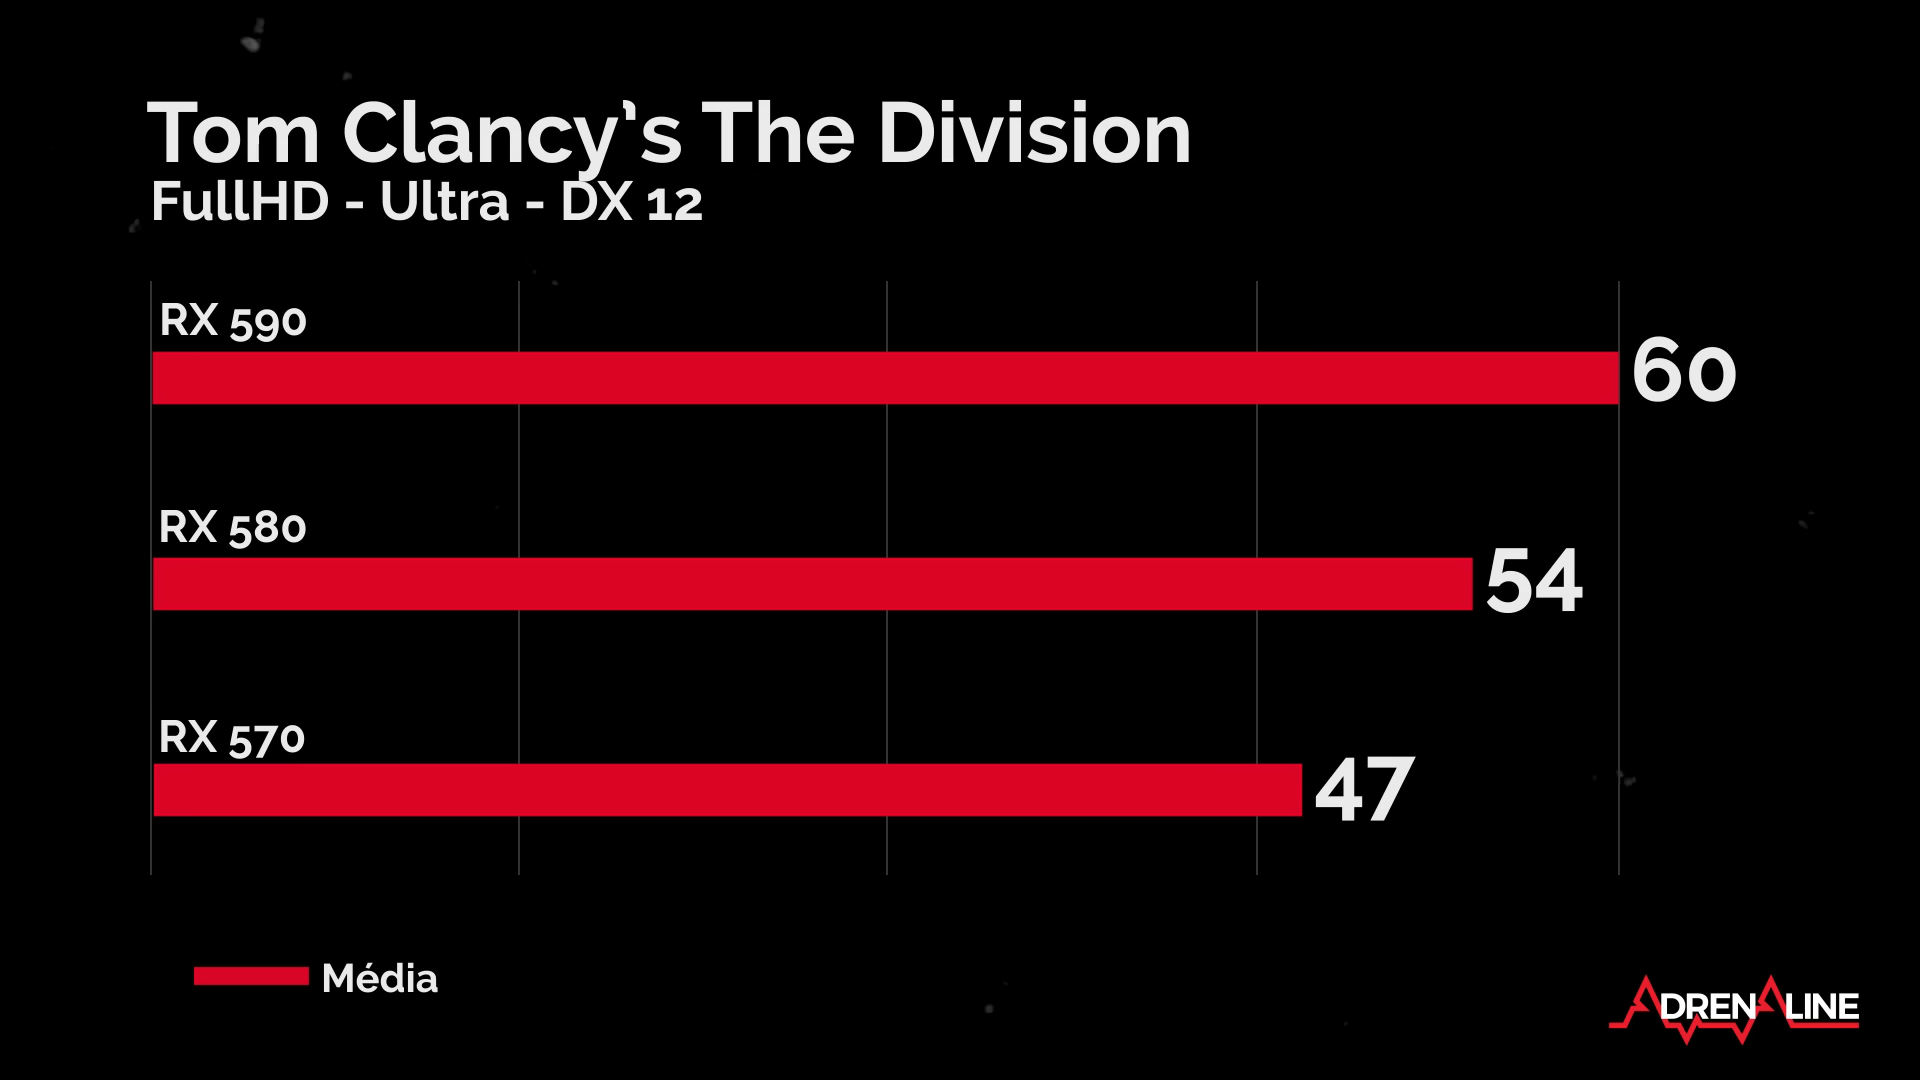 Tom Clancy's The Division
FullHD - Ultra - DX 12
RX 590
60
RX 580
54
RX 570
47
Média
ADRENALINE